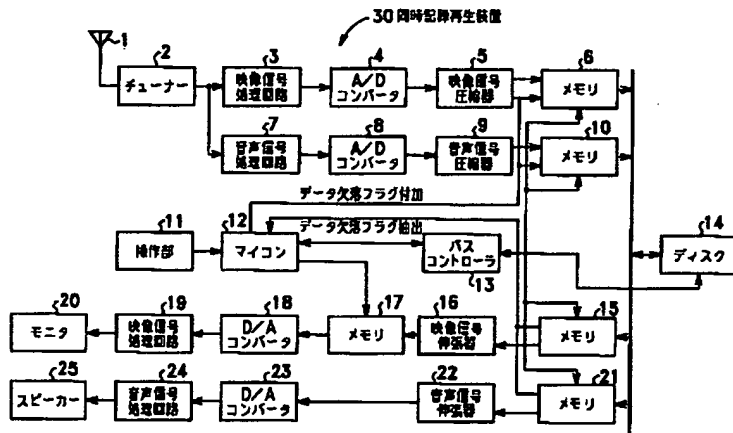 30 同時記録再生装置
1
2
チューナー
3
映像信号
処理回路
4
A/D
コンバータ
5
映像信号
圧縮器
6
メモリ
7
音声信号
処理回路
8
A/D
コンバータ
9
音声信号
圧縮器
10
メモリ
データ欠落フラグ付加
データ欠落フラグ抽出
11
操作部
12
マイコン
バス
コントローラ
13
14
ディスク
20
モニタ
19
映像信号
処理回路
18
D/A
コンバータ
17
メモリ
16
映像信号
伸張器
15
メモリ
25
スピーカー
24
音声信号
処理回路
23
D/A
コンバータ
22
音声信号
伸張器
21
メモリ